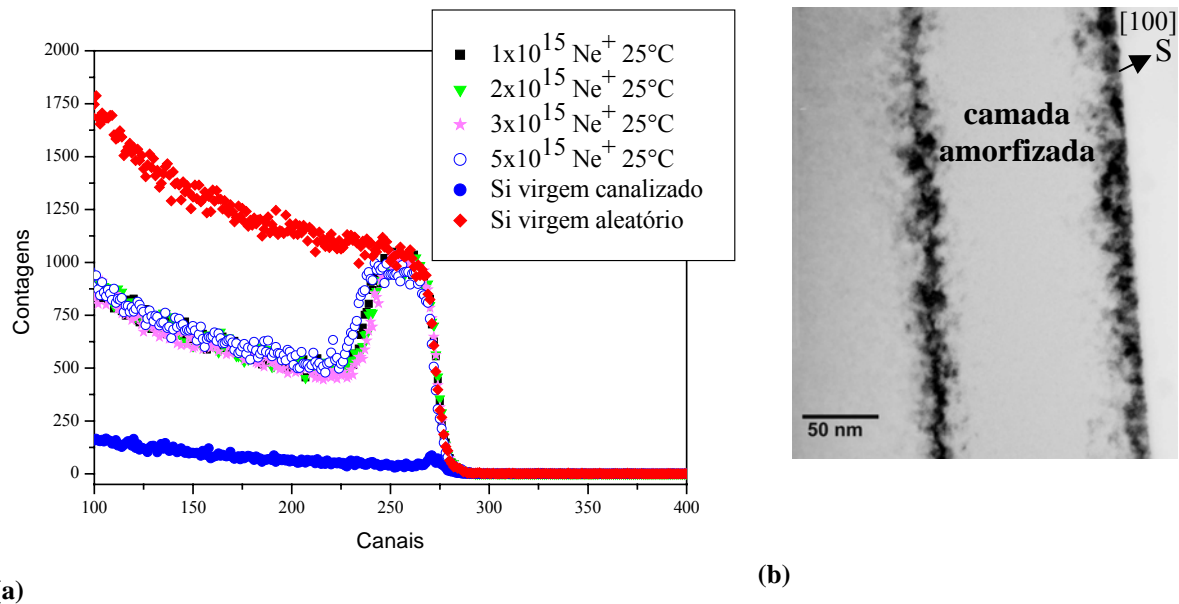 1x10¹⁵ Ne⁺ 25°C
2x10¹⁵ Ne⁺ 25°C
3x10¹⁵ Ne⁺ 25°C
5x10¹⁵ Ne⁺ 25°C
Si virgem canalizado
Si virgem aleatório
2000
1750
1500
1250
1000
750
500
250
0
Contagens
100
150
200
250
300
350
400
Canais
(a)
[100]
S
camada
amorfizada
50 nm
(b)